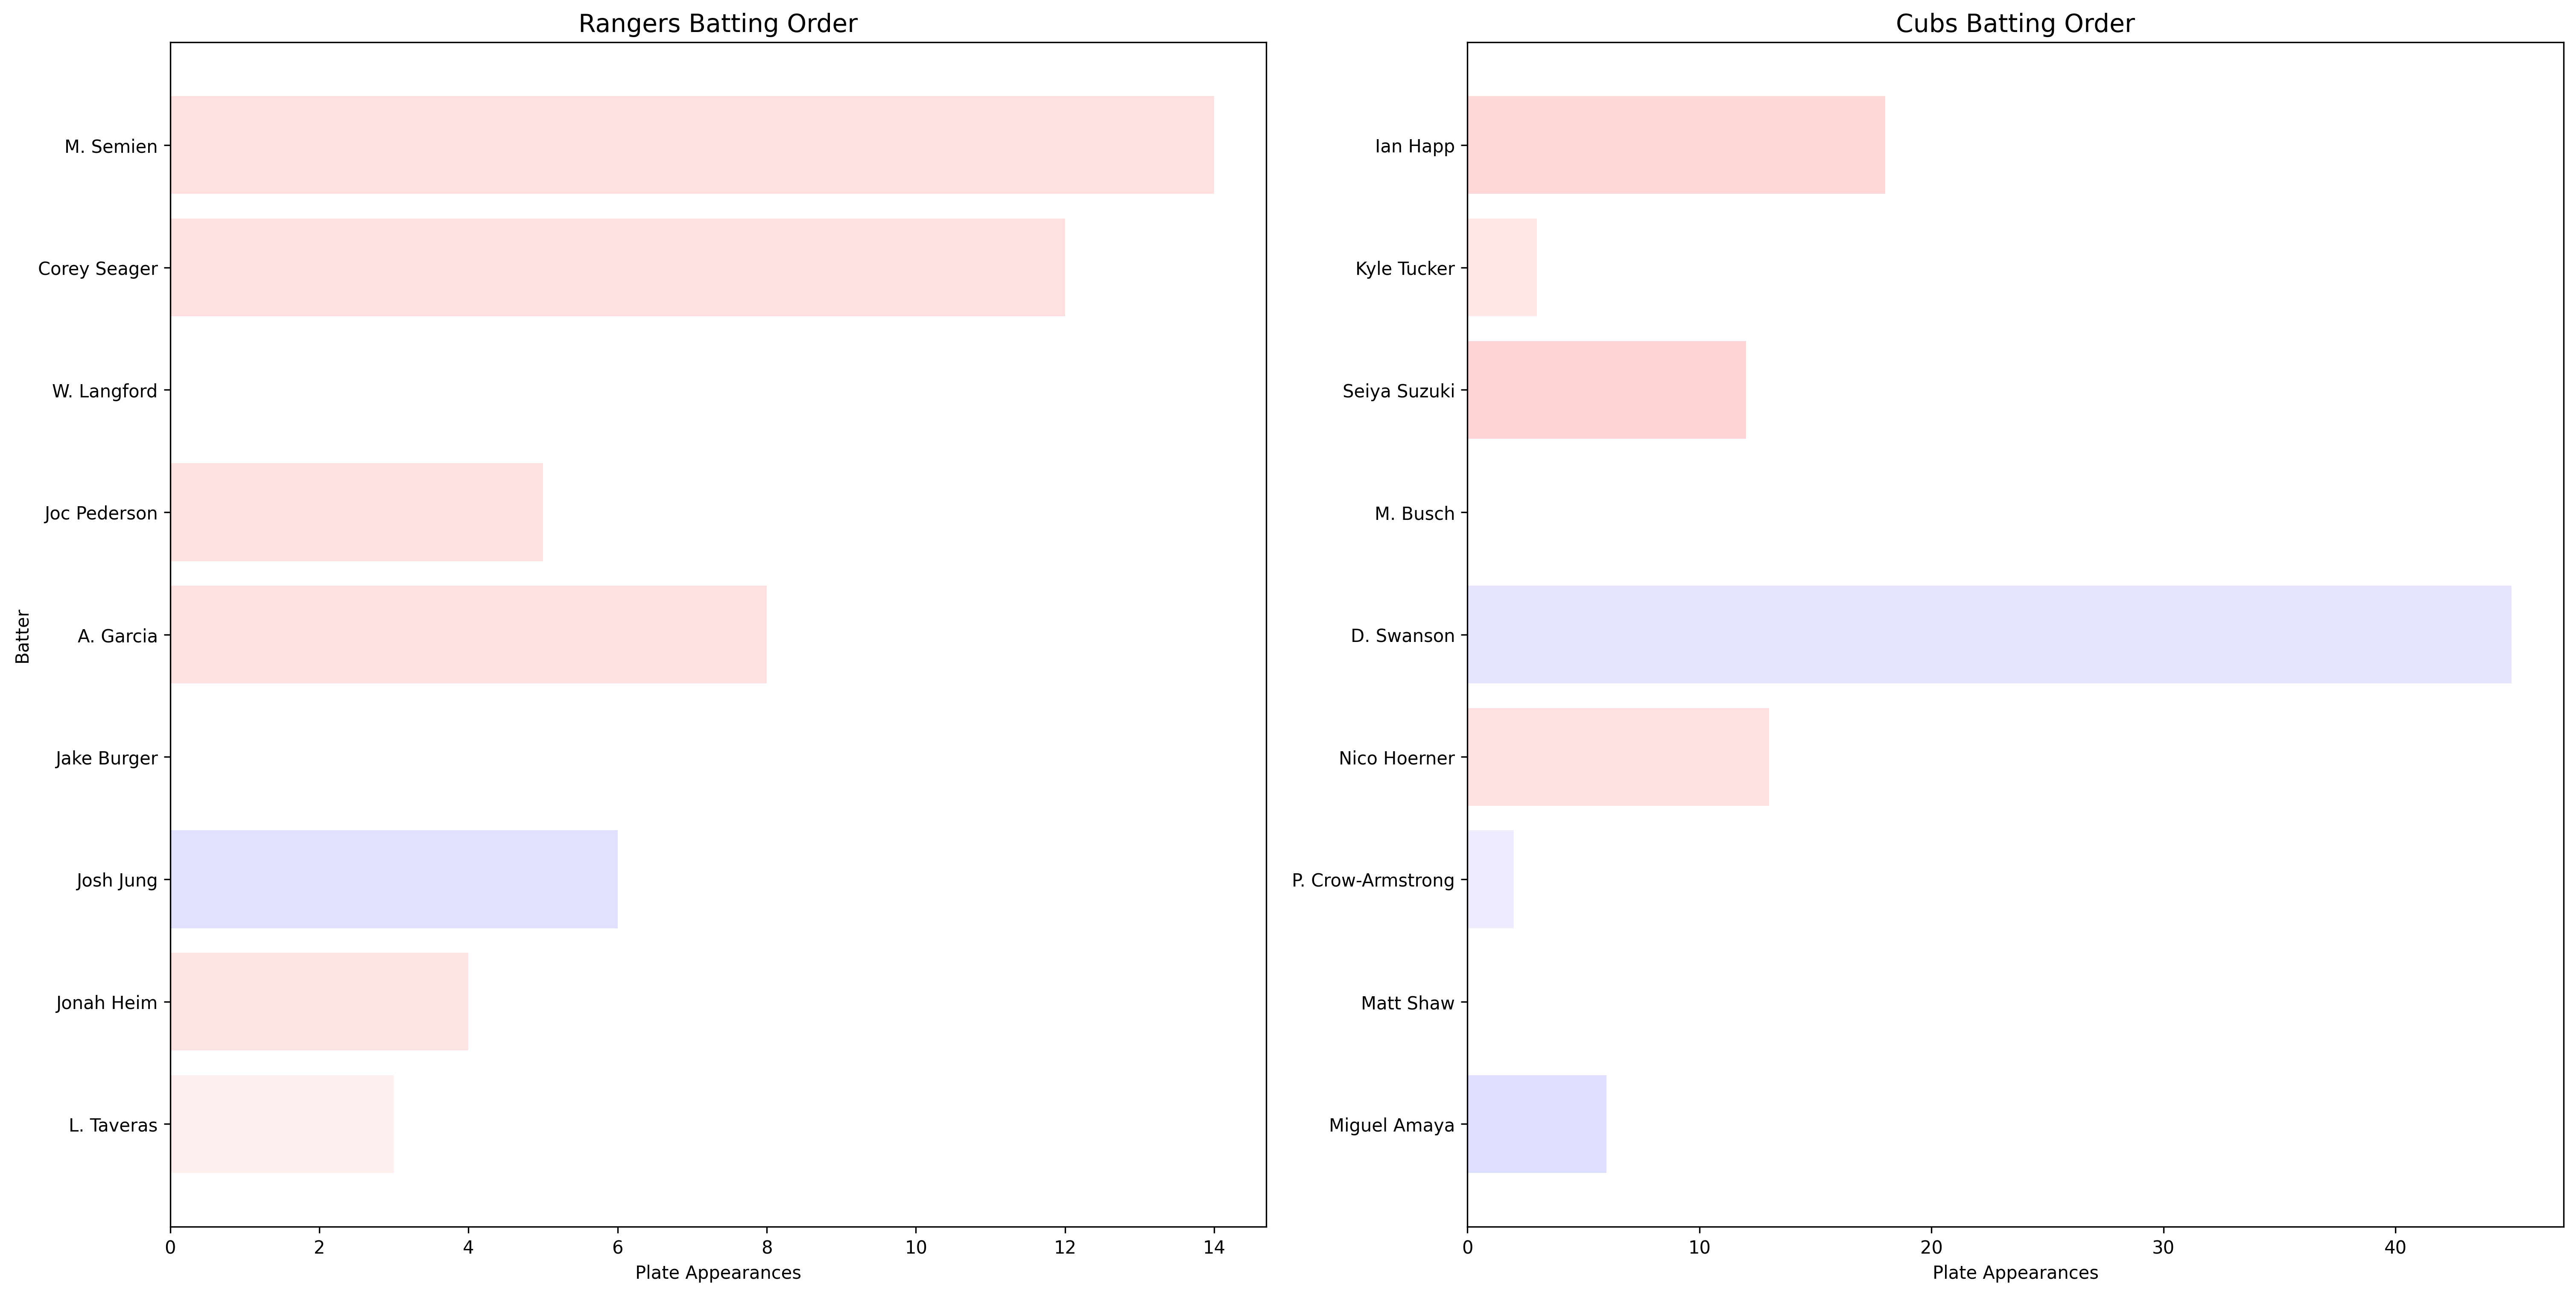 Rangers Batting Order
Batter
M. Semien
Corey Seager
W. Langford
Joc Pederson
A. Garcia
Jake Burger
Josh Jung
Jonah Heim
L. Taveras
0 2 4 6 8 10 12 14
Plate Appearances
Cubs Batting Order
Ian Happ
Kyle Tucker
Seiya Suzuki
M. Busch
D. Swanson
Nico Hoerner
P. Crow-Armstrong
Matt Shaw
Miguel Amaya
0 10 20 30 40
Plate Appearances